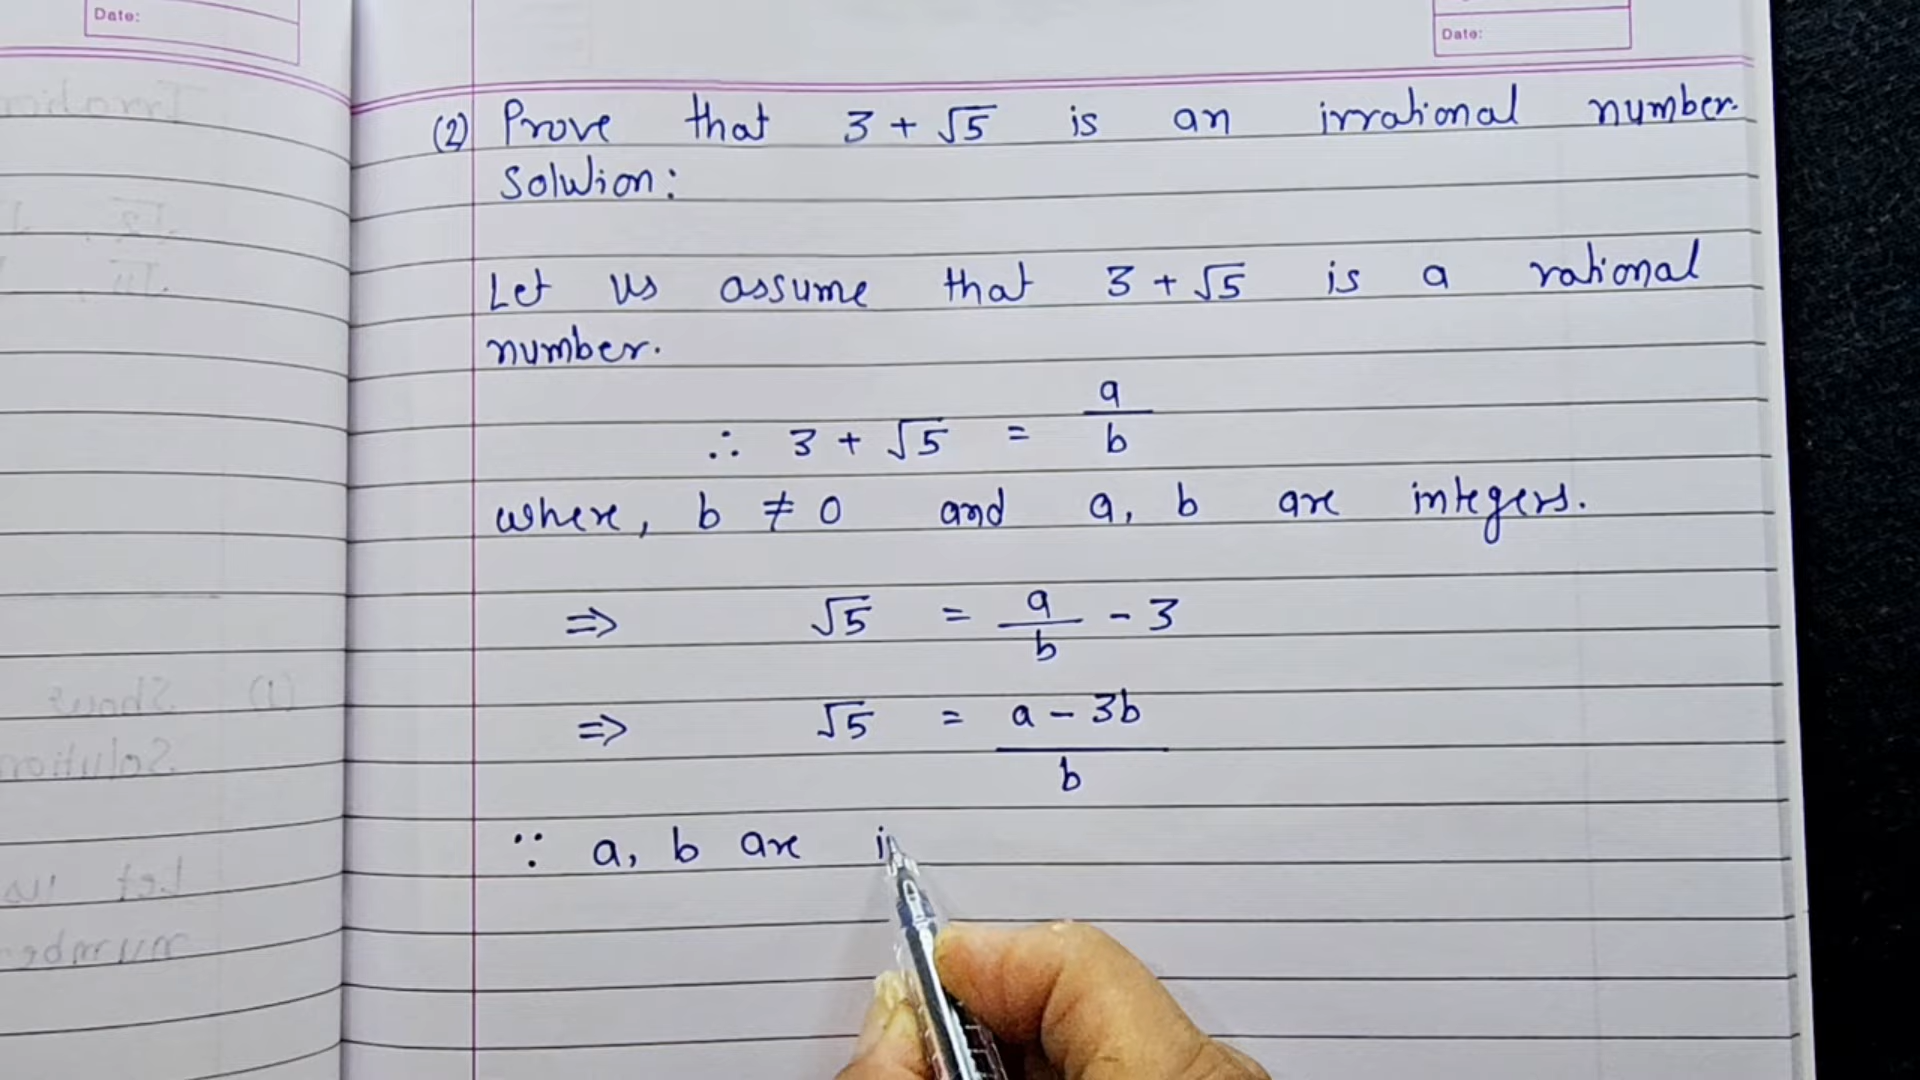 Date:
Date:
(2) Prove that 3 + √5 is an irrational number.
Solution:
Let us assume that 3 + √5 is a rational
number.
∴ 3 + √5 = a/b
where, b ≠ 0 and a, b are integers.
⇒ √5 = a/b - 3
⇒ √5 = (a - 3b)/b
∵ a, b are i